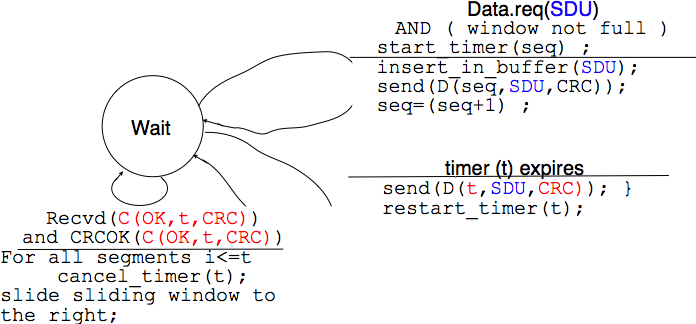 Data.req(SDU)
AND ( window not full )
start_timer(seq) ;
insert_in_buffer(SDU);
send(D(seq,SDU,CRC));
seq=(seq+1) ;
Wait
timer (t) expires
send(D(t,SDU,CRC)); }
restart_timer(t);
Recvd(C(OK,t,CRC))
and CRCOK(C(OK,t,CRC))
For all segments i<=t
cancel_timer(t);
slide sliding window to
the right;